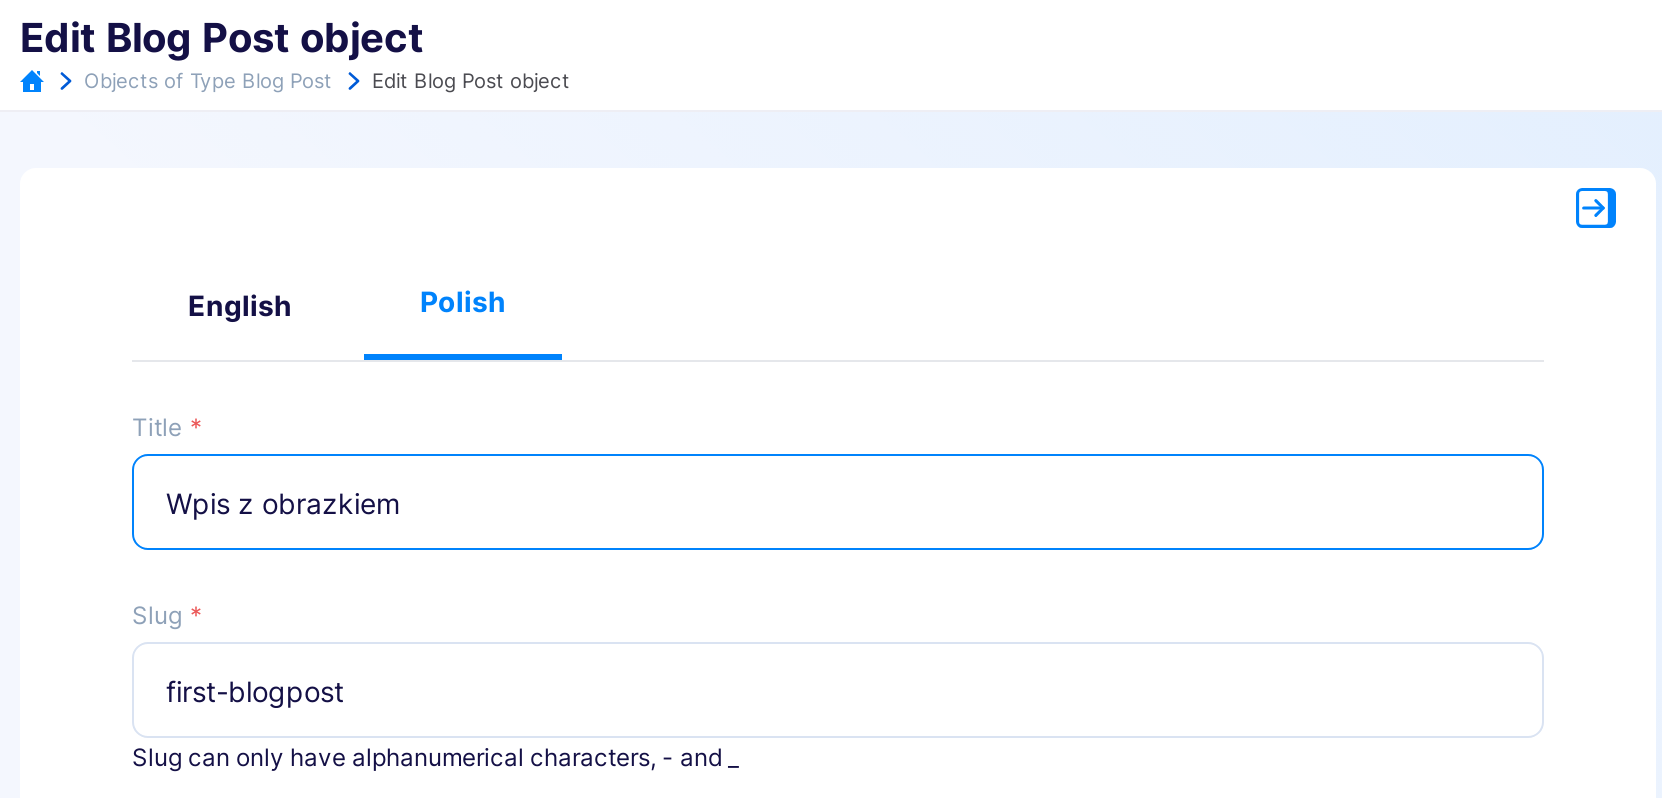 Edit Blog Post object
Objects of Type Blog Post Edit Blog Post object
English Polish
Title *
Wpis z obrazkiem
Slug *
first-blogpost
Slug can only have alphanumerical characters, - and _